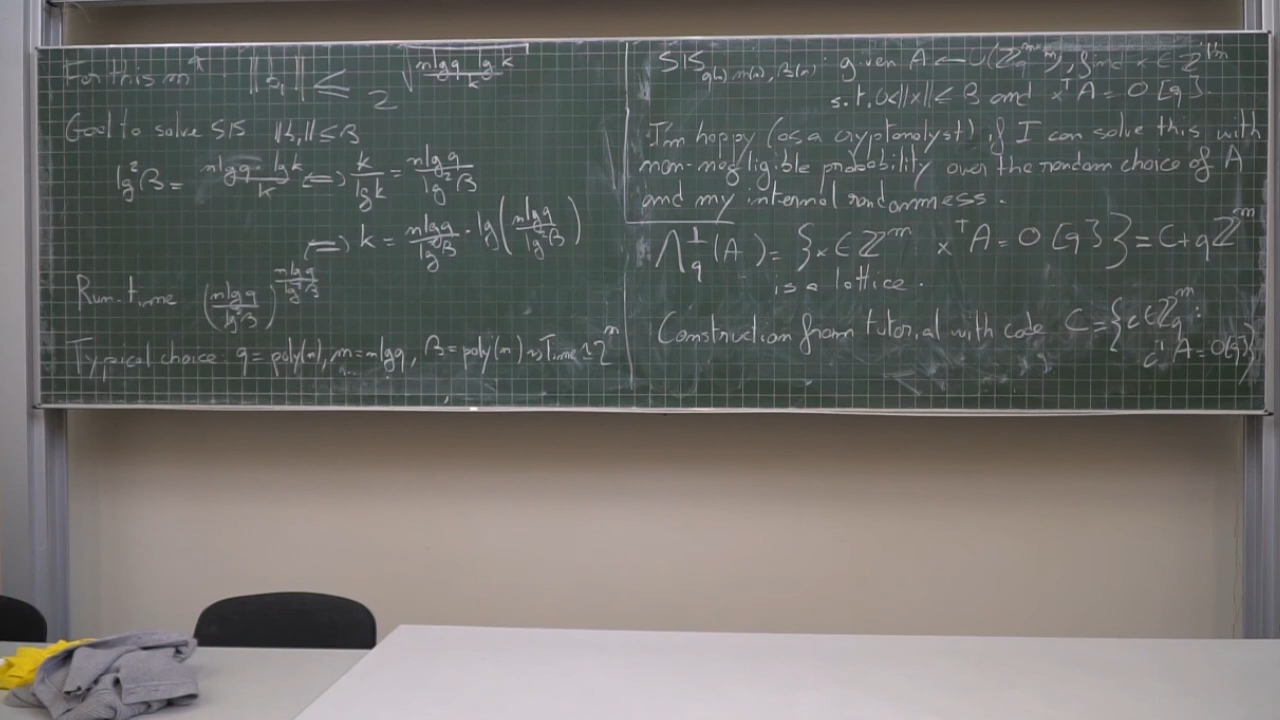 For this m* ||b₁|| ≤ 2^√(n lg q lg k / k)
Goal to solve SIS ||b₁|| ≤ β
lg²β = (n lg q · lg k)/k ⇔ k/lg k = (n lg q)/(lg²β)
⇒ k = (n lg q)/(lg²β) · lg((n lg q)/(lg²β))
Run-time ((n lg q)/(lg²β))^((n lg q)/(lg²β))
Typical choice: q = poly(n), m = n lg q, β = poly(n) ⇝ Time ≥ 2^n
SIS q(n), m(n), β(n): given A ← U(ℤ_q^{m×n}), find x ∈ ℤ^m
s.t. 0<||x|| ≤ β and xᵀA = 0 [q].
I'm happy (as a cryptanalyst) if I can solve this with
non-negligible probability over the random choice of A
and my internal randomness.
Λ_q^⊥(A) = {x ∈ ℤ^m xᵀA = 0 [q]} = C + qℤ^m
is a lattice.
Construction from tutorial with code C = {c ∈ ℤ_q^m :
cᵀA = 0[q]}